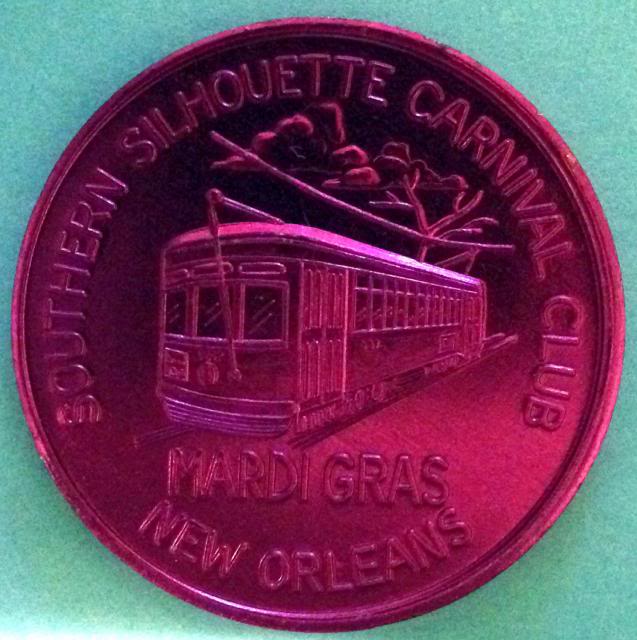 SOUTHERN SILHOUETTE CARNIVAL CLUB
MARDI GRAS
NEW ORLEANS